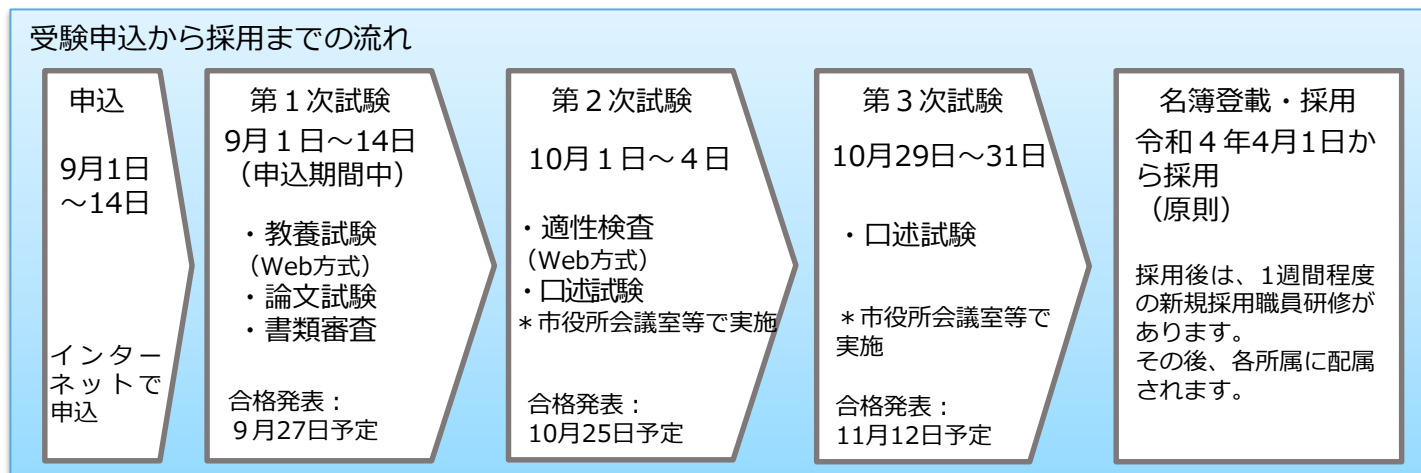 受験申込から採用までの流れ
申込
9月1日
～14日
インター
ネットで
申込
第１次試験
9月１日～14日
（申込期間中）
・教養試験
（Web方式）
・論文試験
・書類審査
合格発表：
９月27日予定
第２次試験
10月１日～４日
・適性検査
（Web方式）
・口述試験
＊市役所会議室等で実施
合格発表：
10月25日予定
第３次試験
10月29日～31日
・口述試験
＊市役所会議室等で
実施
合格発表：
11月12日予定
名簿登載・採用
令和４年4月1日か
ら採用
（原則）
採用後は、1週間程度
の新規採用職員研修が
あります。
その後、各所属に配属
されます。